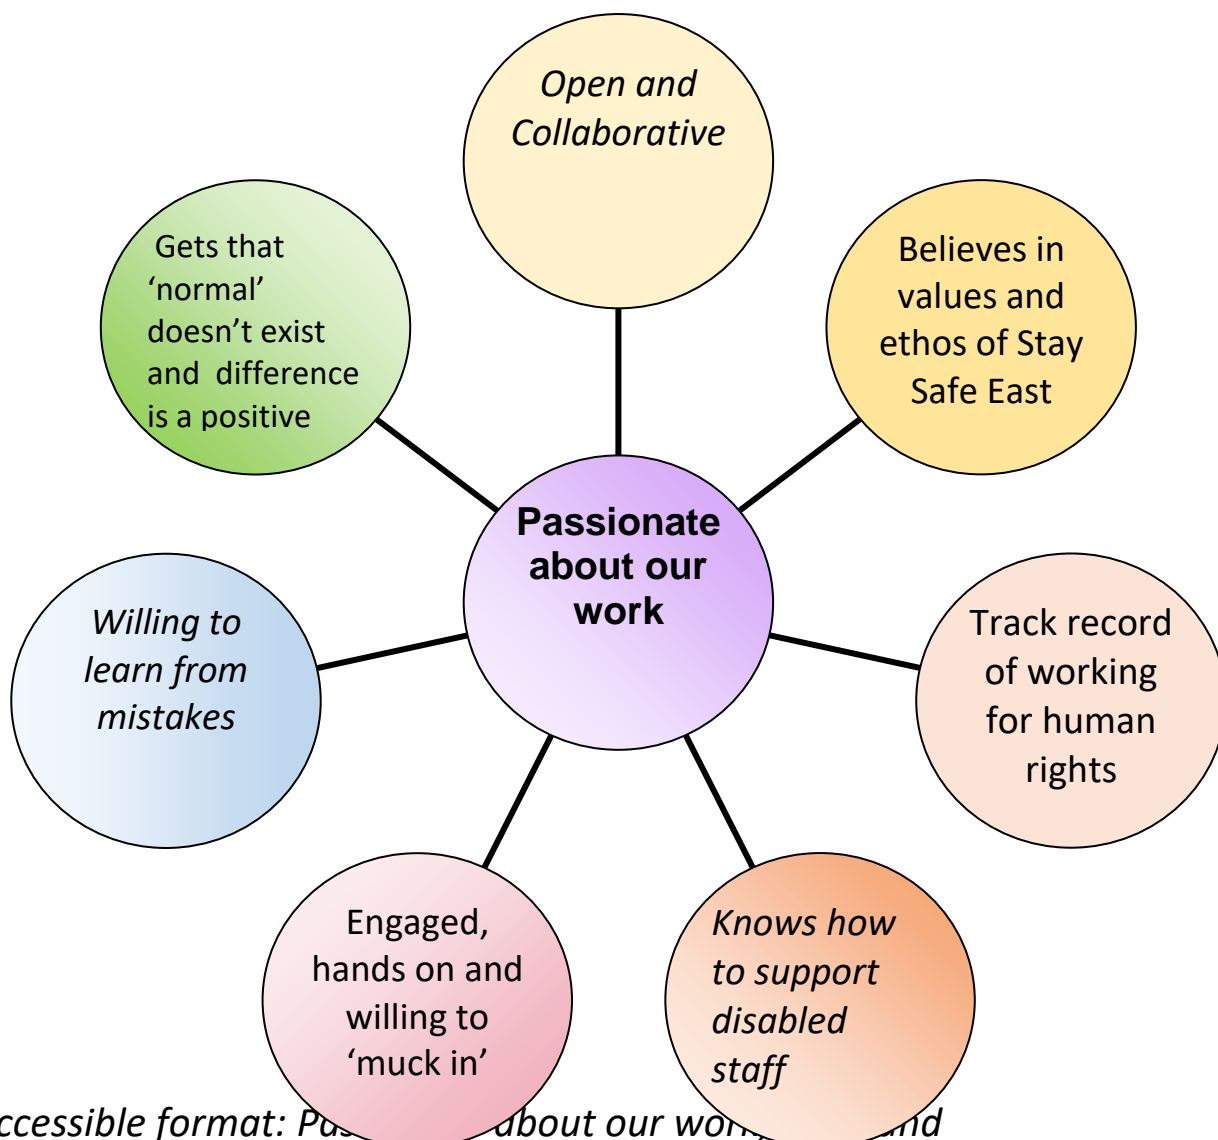 Open and
Collaborative
Believes in
values and
ethos of Stay
Safe East
Track record
of working
for human
rights
Knows how
to support
disabled
staff
Engaged,
hands on and
willing to
‘muck in’
Willing to
learn from
mistakes
Gets that
‘normal’
doesn’t exist
and difference
is a positive
Passionate
about our
work
format: about our